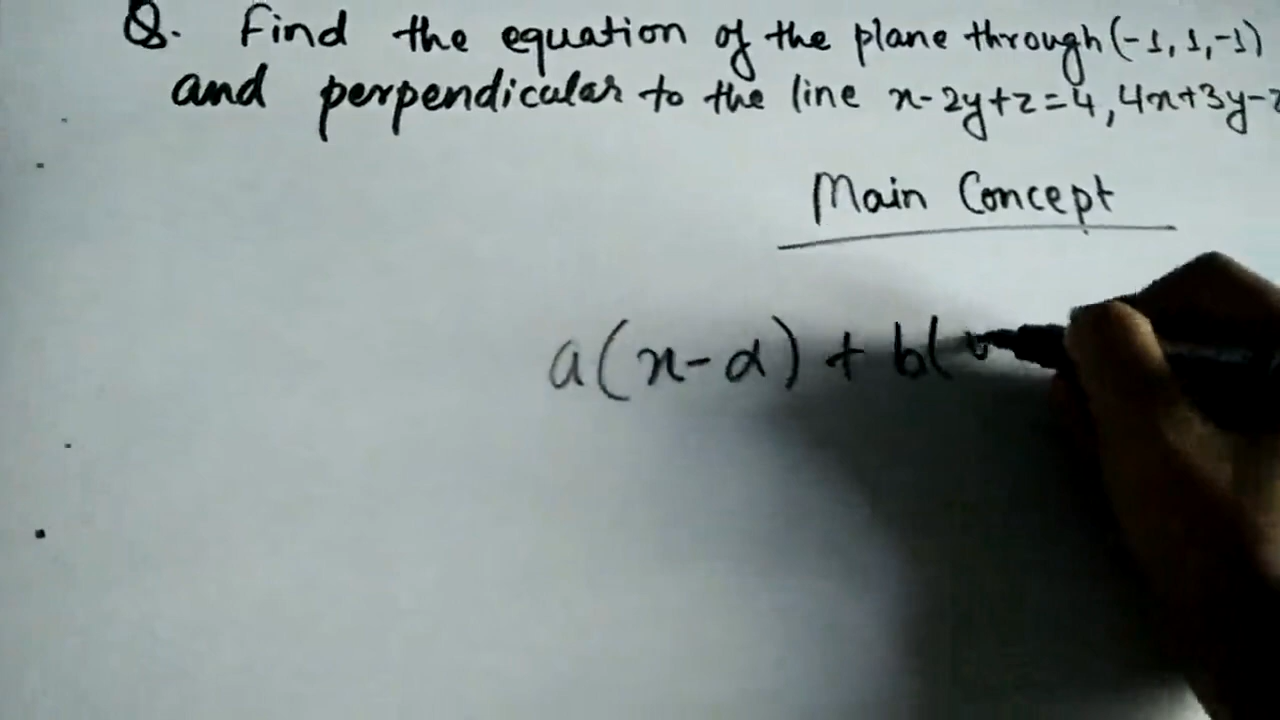 Q. Find the equation of the plane through (-1, 1, -1)
and perpendicular to the line x-2y+z=4, 4x+3y-z
Main Concept
a(x-α) + b(